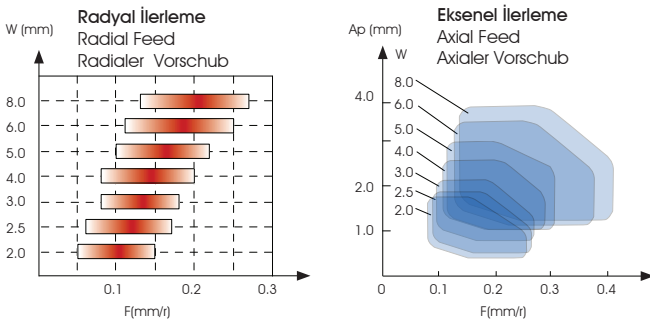 W (mm)
Radyal İlerleme
Radial Feed
Radialer Vorschub
8.0
6.0
5.0
4.0
3.0
2.5
2.0
0.1
0.2
0.3
F(mm/r)
Ap (mm)
Eksenel İlerleme
Axial Feed
Axialer Vorschub
W
8.0
6.0
5.0
4.0
3.0
2.5
2.0
4.0
2.0
1.0
0
0.1
0.2
0.3
0.4
F(mm/r)